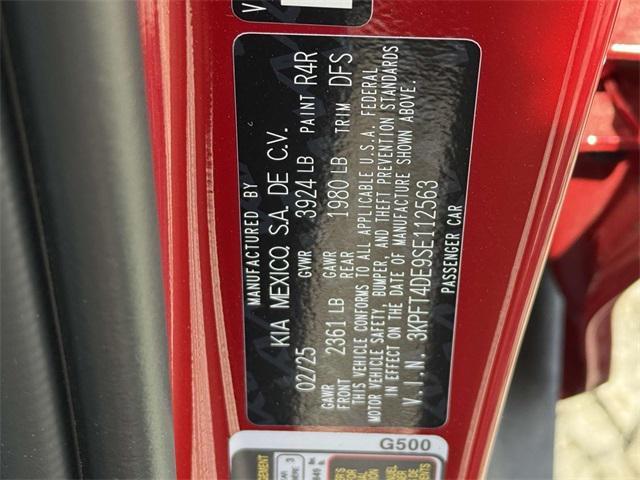 MANUFACTURED BY
KIA MEXICO, S.A. DE C.V.
02/25 GVWR 3924 LB PAINT R4R
GAWR FRONT 2361 LB GAWR REAR 1980 LB TRIM DFS
THIS VEHICLE CONFORMS TO ALL APPLICABLE U.S.A. FEDERAL
MOTOR VEHICLE SAFETY, BUMPER, AND THEFT PREVENTION STANDARDS
IN EFFECT ON THE DATE OF MANUFACTURE SHOWN ABOVE.
V.I.N. 3KPFT4DE9SE112563
PASSENGER CAR
G500